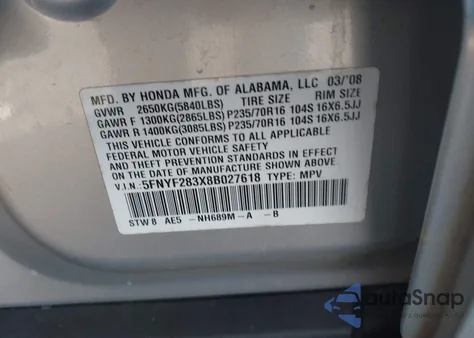 MFD. BY HONDA MFG. OF ALABAMA, LLC 03/'08
GVWR 2650KG(5840LBS) TIRE SIZE RIM SIZE
GAWR F 1300KG(2865LBS) P235/70R16 104S 16X6.5JJ
GAWR R 1400KG(3085LBS) P235/70R16 104S 16X6.5JJ
THIS VEHICLE CONFORMS TO ALL APPLICABLE
FEDERAL MOTOR VEHICLE SAFETY STANDARDS IN
EFFECT ON THE DATE OF MANUFACTURE SHOWN ABOVE.
V.I.N.: 5FNYF283X8B027618 TYPE: MPV
STW8 AE5 -NH689M-A -B
autoSnap